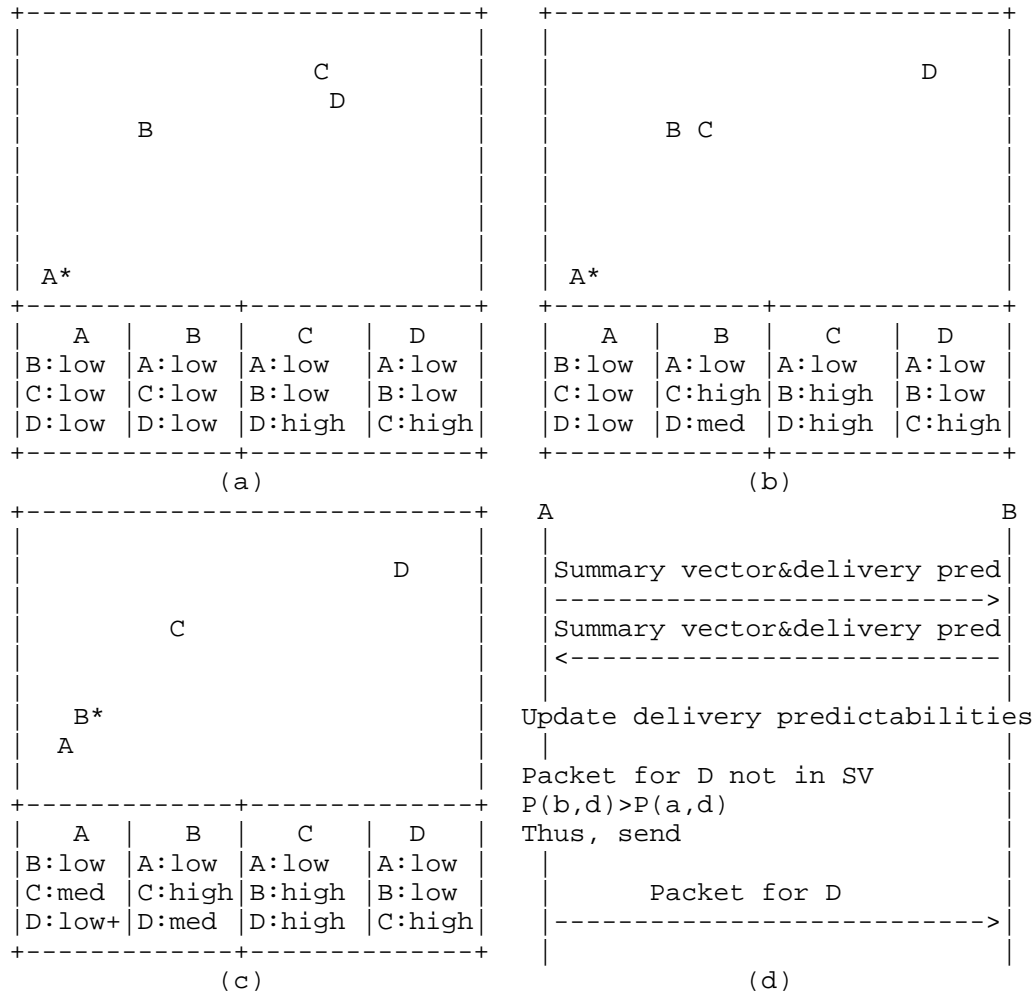 +-----------------------------+
C
D
B
A*
+-------------+---------------+
| A | B | C | D |
|B:low |A:low |A:low |A:low |
|C:low |C:low |B:low |B:low |
|D:low |D:low |D:high |C:high|
+-------------+---------------+
(a)
+-----------------------------+
D
B C
A*
+-------------+---------------+
| A | B | C | D |
|B:low |A:low |A:low |A:low |
|C:low |C:high|B:high |B:low |
|D:low |D:med |D:high |C:high|
+-------------+---------------+
(b)
+-----------------------------+
D
C
B*
A
+-------------+---------------+
| A | B | C | D |
|B:low |A:low |A:low |A:low |
|C:med |C:high|B:high |B:low |
|D:low+|D:med |D:high |C:high|
+-------------+---------------+
(c)
A B
|Summary vector&delivery pred|
|--------------------------->|
|Summary vector&delivery pred|
|<---------------------------|
Update delivery predictabilities
Packet for D not in SV
P(b,d)>P(a,d)
Thus, send
Packet for D
|--------------------------->|
(d)